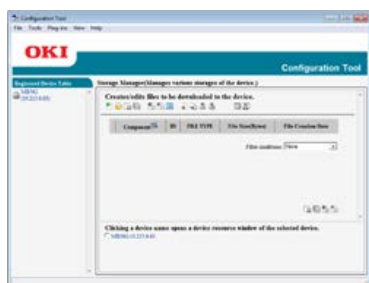 Configuration Tool
File Tools Plug-ins View Help
OKI
Configuration Tool
Registered Device Table
Storage Manager(Manages various storages of the device.)
Create/edit files to be downloaded to the device.
Component ID FILE TYPE File Size(Bytes) File Creation Date
Filter conditions: None
Clicking a device name opens a device resource window of the selected device.